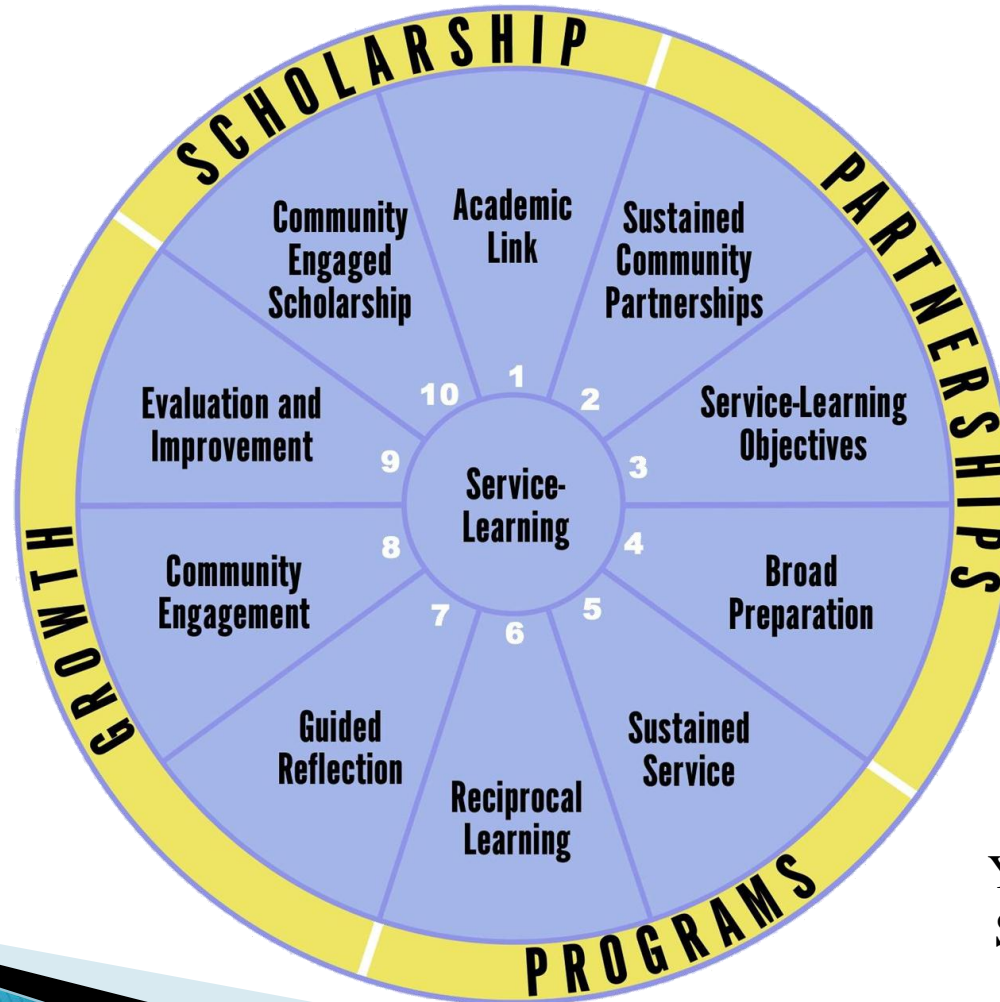 SCHOLARSHIP
PARTNERSHIPS
PROGRAMS
GROWTH
Service-
Learning
1
Academic
Link
2
Sustained
Community
Partnerships
3
Service-Learning
Objectives
4
Broad
Preparation
5
Sustained
Service
6
Reciprocal
Learning
7
Guided
Reflection
8
Community
Engagement
9
Evaluation and
Improvement
10
Community
Engaged
Scholarship